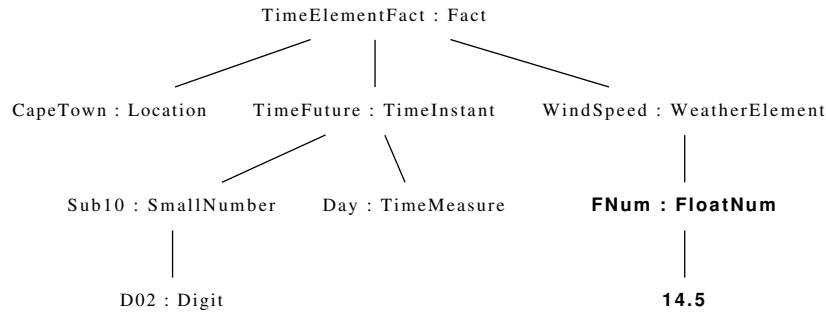 TimeElementFact : Fact
CapeTown : Location TimeFuture : TimeInstant WindSpeed : WeatherElement
Sub10 : SmallNumber Day : TimeMeasure FNum : FloatNum
D02 : Digit 14.5